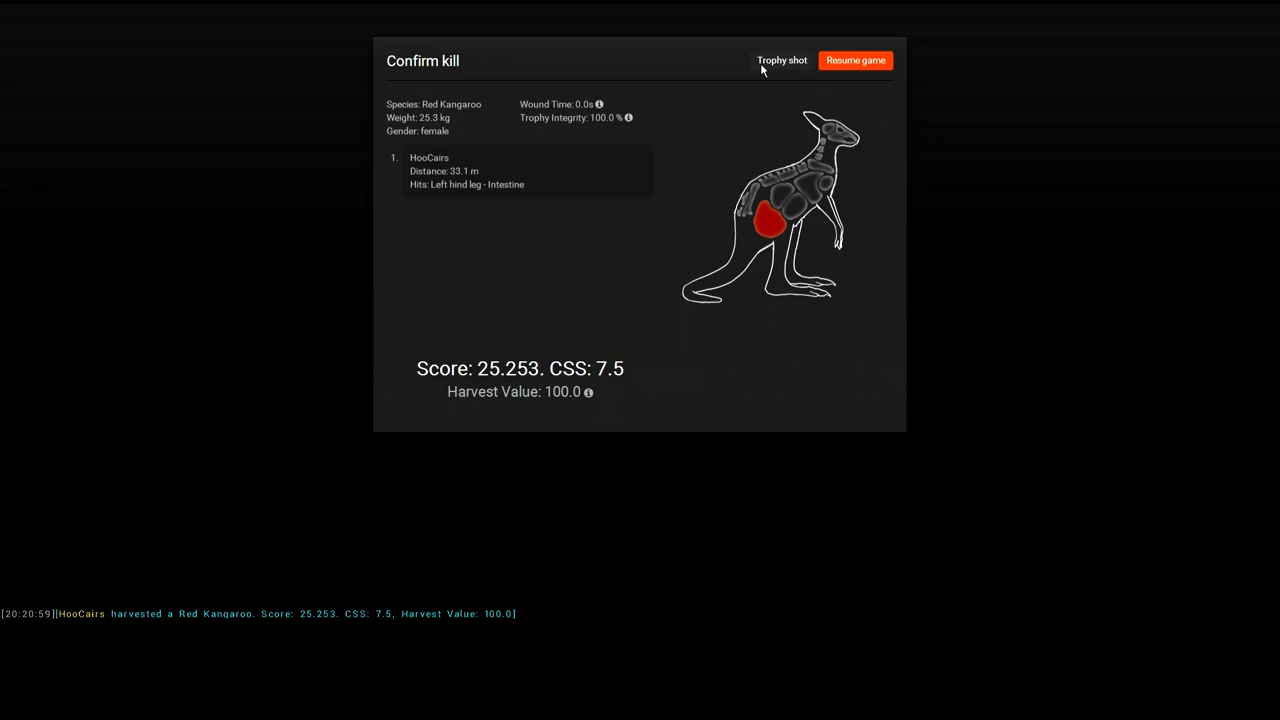 Confirm kill
Trophy shot
Resume game
Species: Red Kangaroo
Weight: 25.3 kg
Gender: female
Wound Time: 0.0s
Trophy Integrity: 100.0 %
1.
HooCairs
Distance: 33.1 m
Hits: Left hind leg - Intestine
Score: 25.253. CSS: 7.5
Harvest Value: 100.0
[20:20:59][HooCairs harvested a Red Kangaroo. Score: 25.253. CSS: 7.5, Harvest Value: 100.0]